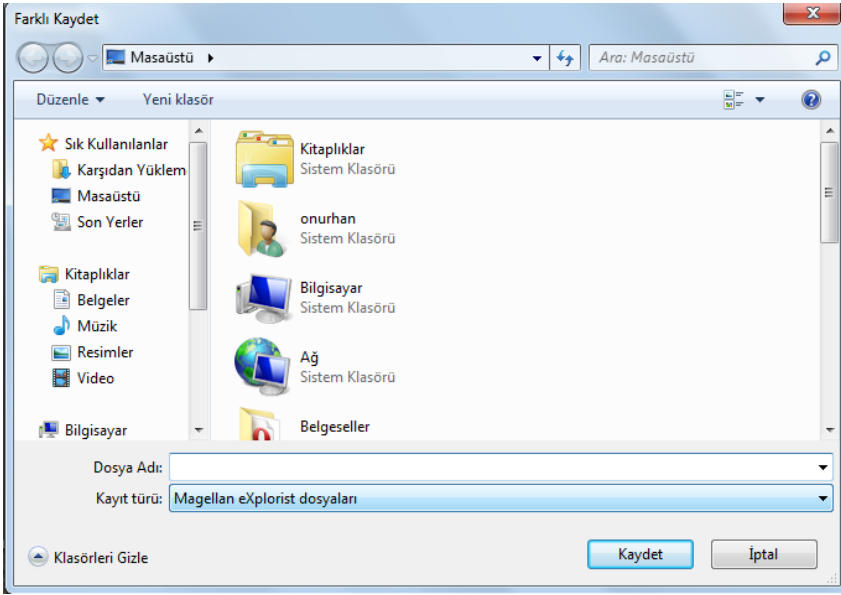 Farklı Kaydet
Masaüstü
Ara: Masaüstü
Düzenle
Yeni klasör
Sık Kullanılanlar
Karşıdan Yüklem
Masaüstü
Son Yerler
Kitaplıklar
Belgeler
Müzik
Resimler
Video
Bilgisayar
Kitaplıklar
Sistem Klasörü
onurhan
Sistem Klasörü
Bilgisayar
Sistem Klasörü
Ağ
Sistem Klasörü
Belgeseller
Dosya Adı:
Kayıt türü: Magellan eXplorist dosyaları
Klasörleri Gizle
Kaydet
İptal